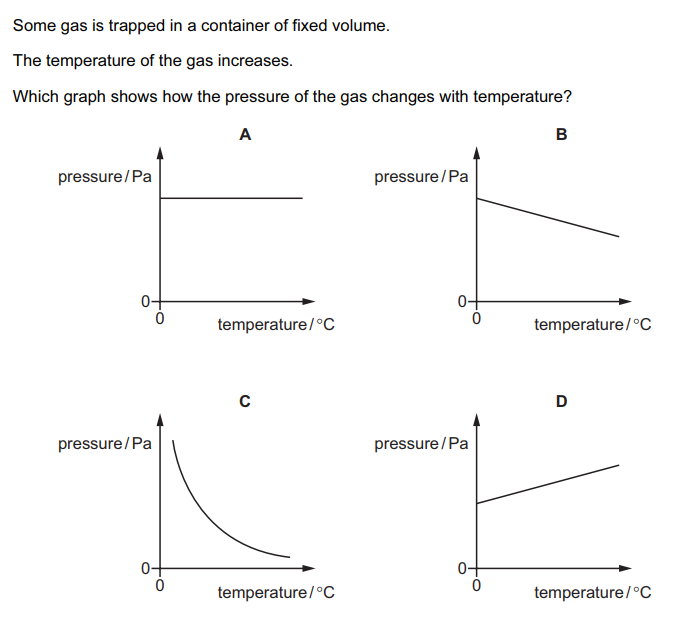 Some gas is trapped in a container of fixed volume.
The temperature of the gas increases.
Which graph shows how the pressure of the gas changes with temperature?
A
pressure/Pa
0
0
temperature/°C
B
pressure/Pa
0
0
temperature/°C
C
pressure/Pa
0
0
temperature/°C
D
pressure/Pa
0
0
temperature/°C